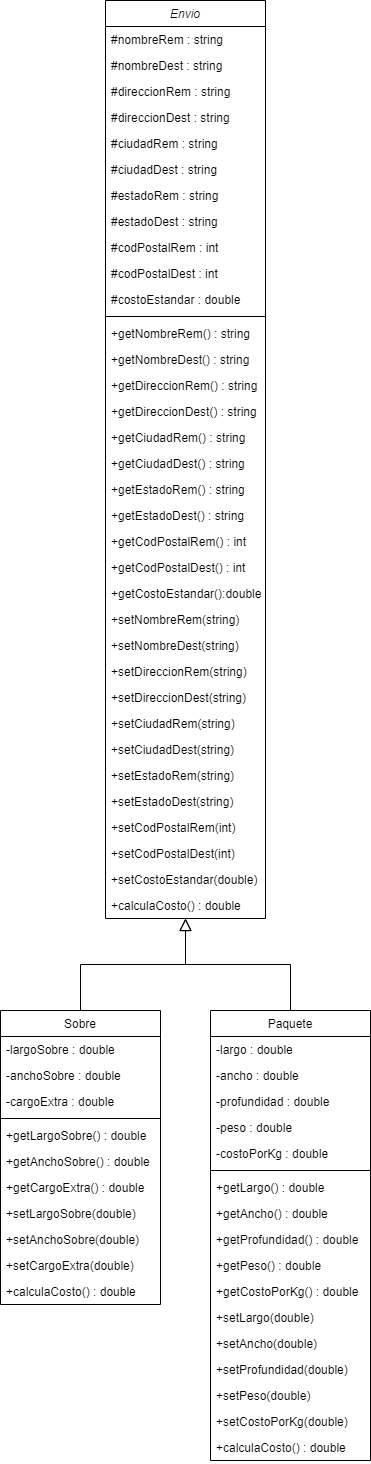 Envio
#nombreRem : string
#nombreDest : string
#direccionRem : string
#direccionDest : string
#ciudadRem : string
#ciudadDest : string
#estadoRem : string
#estadoDest : string
#codPostalRem : int
#codPostalDest : int
#costoEstandar : double
+getNombreRem() : string
+getNombreDest() : string
+getDireccionRem() : string
+getDireccionDest() : string
+getCiudadRem() : string
+getCiudadDest() : string
+getEstadoRem() : string
+getEstadoDest() : string
+getCodPostalRem() : int
+getCodPostalDest() : int
+getCostoEstandar():double
+setNombreRem(string)
+setNombreDest(string)
+setDireccionRem(string)
+setDireccionDest(string)
+setCiudadRem(string)
+setCiudadDest(string)
+setEstadoRem(string)
+setEstadoDest(string)
+setCodPostalRem(int)
+setCodPostalDest(int)
+setCostoEstandar(double)
+calculaCosto() : double
Sobre
-largoSobre : double
-anchoSobre : double
-cargoExtra : double
+getLargoSobre() : double
+getAnchoSobre() : double
+getCargoExtra() : double
+setLargoSobre(double)
+setAnchoSobre(double)
+setCargoExtra(double)
+calculaCosto() : double
Paquete
-largo : double
-ancho : double
-profundidad : double
-peso : double
-costoPorKg : double
+getLargo() : double
+getAncho() : double
+getProfundidad() : double
+getPeso() : double
+getCostoPorKg() : double
+setLargo(double)
+setAncho(double)
+setProfundidad(double)
+setPeso(double)
+setCostoPorKg(double)
+calculaCosto() : double